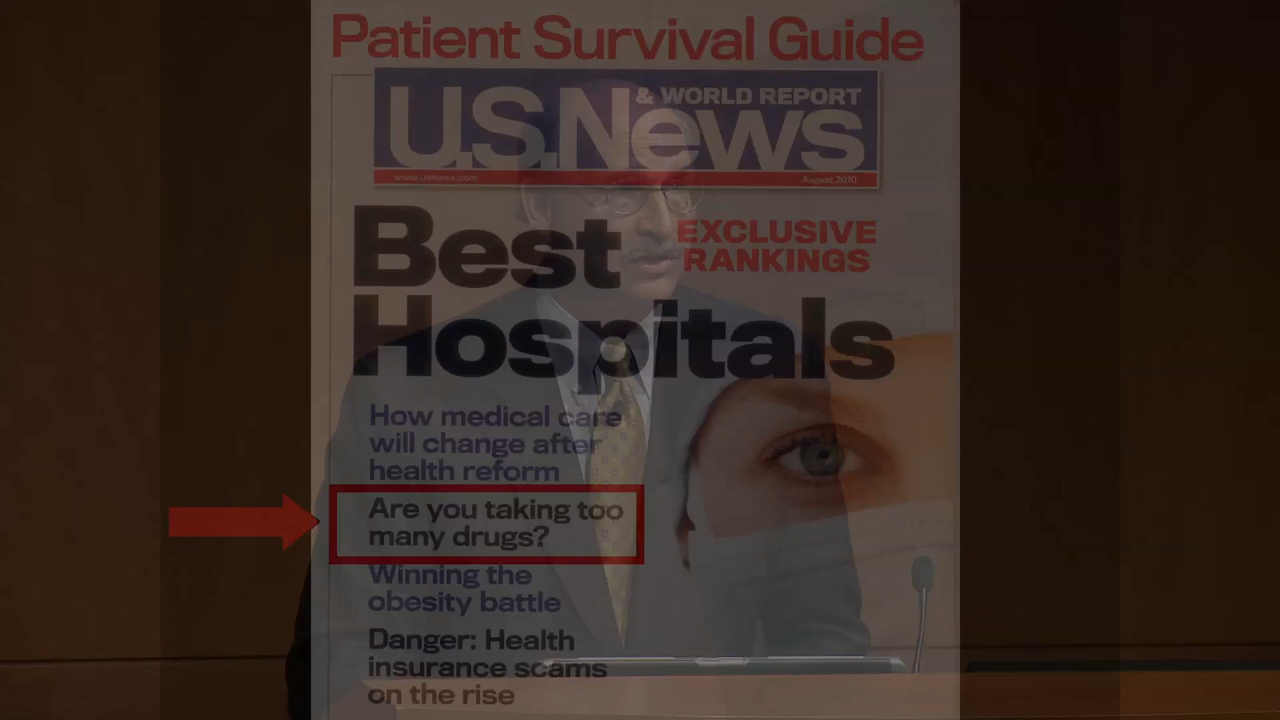 Patient Survival Guide
U.S.News
& WORLD REPORT
www.usnews.com
August 2010
Best
Hospitals
EXCLUSIVE
RANKINGS
How medical care
will change after
health reform
Are you taking too
many drugs?
Winning the
obesity battle
Danger: Health
insurance scams
on the rise